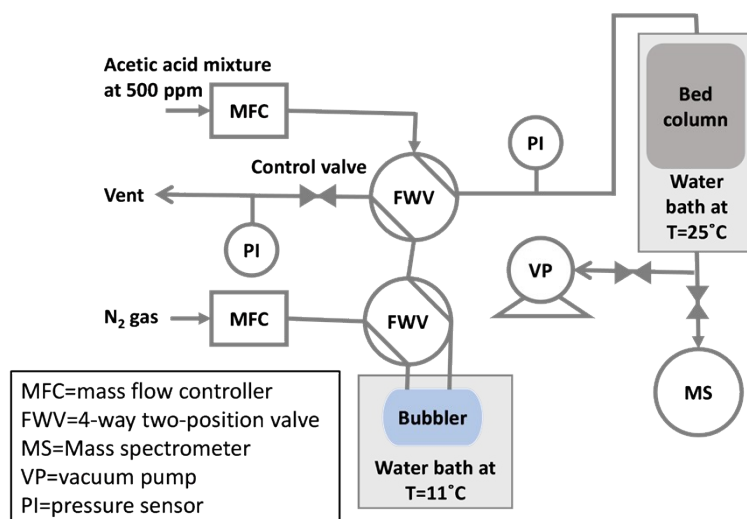 Acetic acid mixture
at 500 ppm
MFC
Bed
column
PI
Control valve
Vent
FWV
Water
bath at
T=25˚C
PI
VP
N₂ gas
MFC
FWV
MS
MFC=mass flow controller
FWV=4-way two-position valve
MS=Mass spectrometer
VP=vacuum pump
PI=pressure sensor
Bubbler
Water bath at
T=11˚C